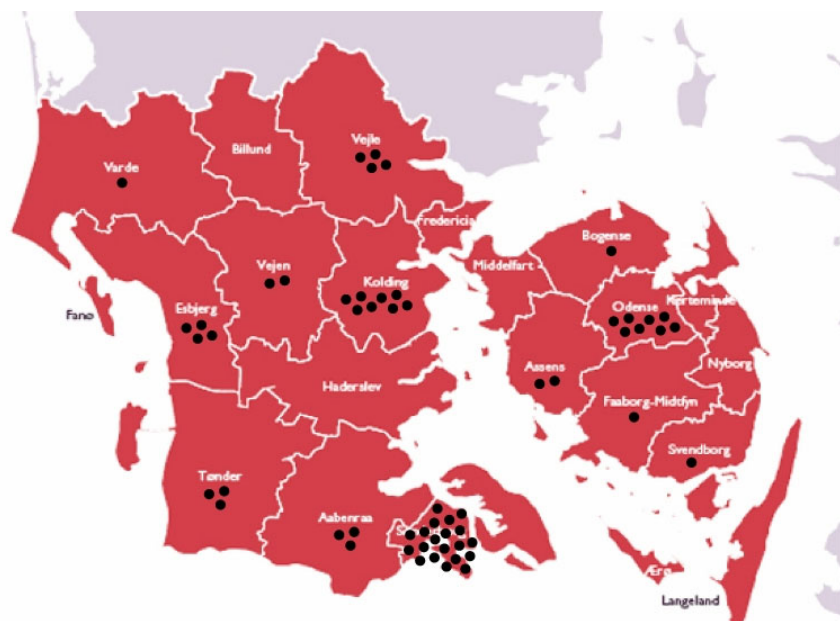 Vejle
Billund
Varde
Fredericia
Bogense
Middelfart
Vejen
Kolding
Kerteminde
Odense
Esbjerg
Fanø
Nyborg
Assens
Haderslev
Faaborg-Midtfyn
Svendborg
Tønder
Aabenraa
Ærø
Langeland